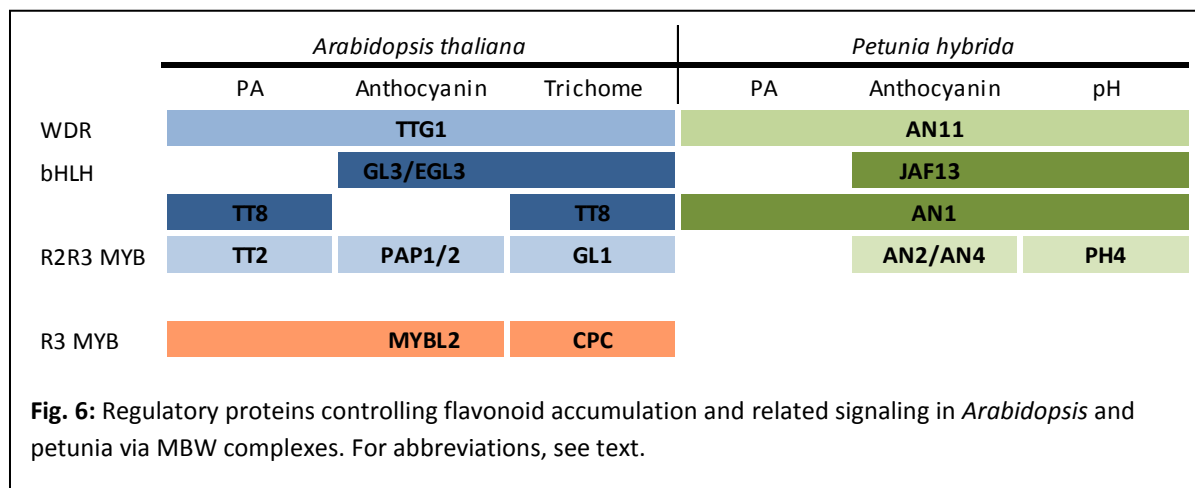 Arabidopsis thaliana Petunia hybrida
PA Anthocyanin Trichome PA Anthocyanin pH
WDR TTG1 AN11
bHLH GL3/EGL3 JAF13
TT8 TT8 AN1
R2R3 MYB TT2 PAP1/2 GL1 AN2/AN4 PH4
R3 MYB MYBL2 CPC
Fig. 6: Regulatory proteins controlling flavonoid accumulation and related signaling in Arabidopsis and
petunia via MBW complexes. For abbreviations, see text.